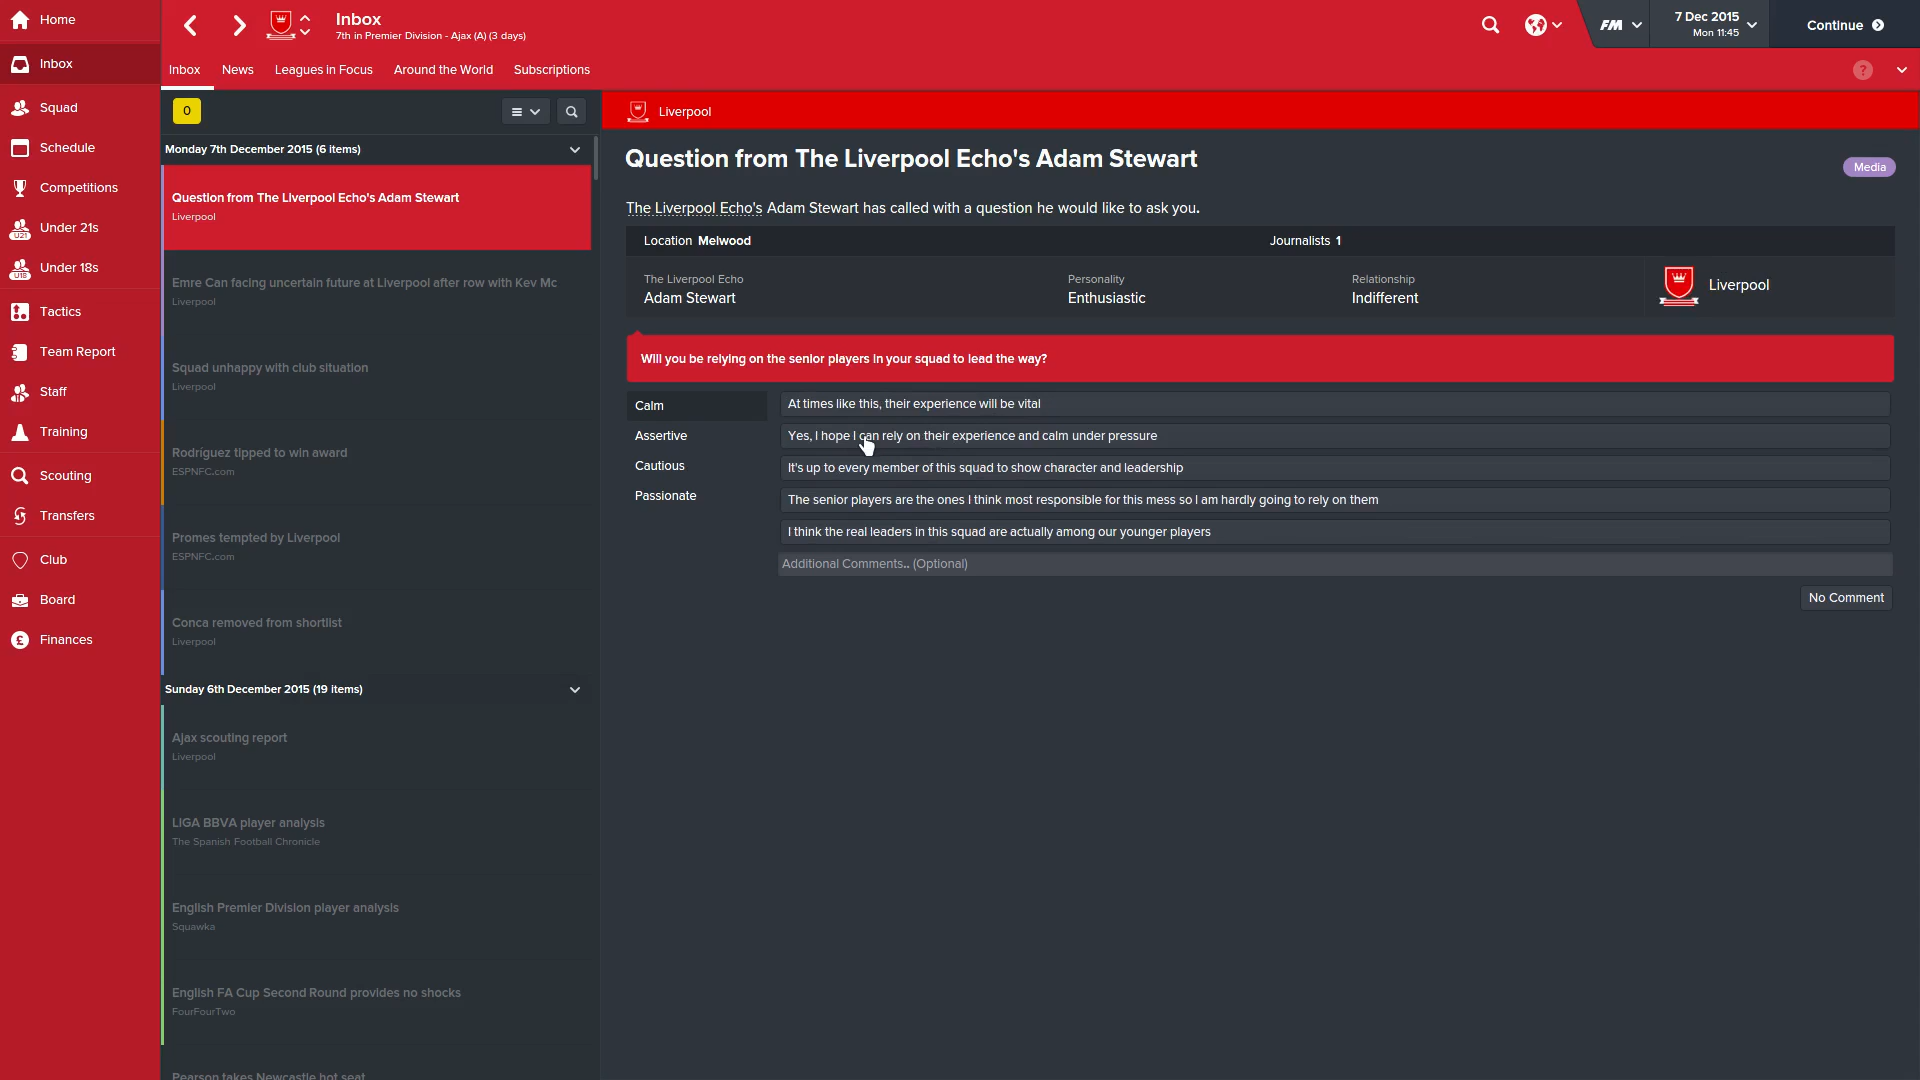 Home
Inbox
Squad
Schedule
Competitions
Under 21s
U21
Under 18s
U18
Tactics
Team Report
Staff
Training
Scouting
Transfers
Club
Board
Finances
Inbox
7th in Premier Division - Ajax (A) (3 days)
FM
7 Dec 2015
Mon 11:45
Continue
Inbox News Leagues in Focus Around the World Subscriptions
?
0
Monday 7th December 2015 (6 items)
Question from The Liverpool Echo's Adam Stewart
Liverpool
Emre Can facing uncertain future at Liverpool after row with Kev Mc
Liverpool
Squad unhappy with club situation
Liverpool
Rodríguez tipped to win award
ESPNFC.com
Promes tempted by Liverpool
ESPNFC.com
Conca removed from shortlist
Liverpool
Sunday 6th December 2015 (19 items)
Ajax scouting report
Liverpool
LIGA BBVA player analysis
The Spanish Football Chronicle
English Premier Division player analysis
Squawka
English FA Cup Second Round provides no shocks
FourFourTwo
Pearson takes Newcastle hot seat
Liverpool
Question from The Liverpool Echo's Adam Stewart
Media
The Liverpool Echo's Adam Stewart has called with a question he would like to ask you.
Location Melwood Journalists 1
The Liverpool Echo Personality Relationship
Adam Stewart Enthusiastic Indifferent Liverpool
Will you be relying on the senior players in your squad to lead the way?
Calm
Assertive
Cautious
Passionate
At times like this, their experience will be vital
Yes, I hope I can rely on their experience and calm under pressure
It's up to every member of this squad to show character and leadership
The senior players are the ones I think most responsible for this mess so I am hardly going to rely on them
I think the real leaders in this squad are actually among our younger players
Additional Comments.. (Optional)
No Comment